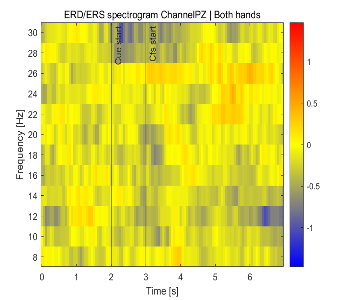 ERD/ERS spectrogram ChannelPZ | Both hands
Cue start
Cfs start
Frequency [Hz]
30
28
26
24
22
20
18
16
14
12
10
8
0 1 2 3 4 5 6
Time [s]
1
0.5
0
-0.5
-1